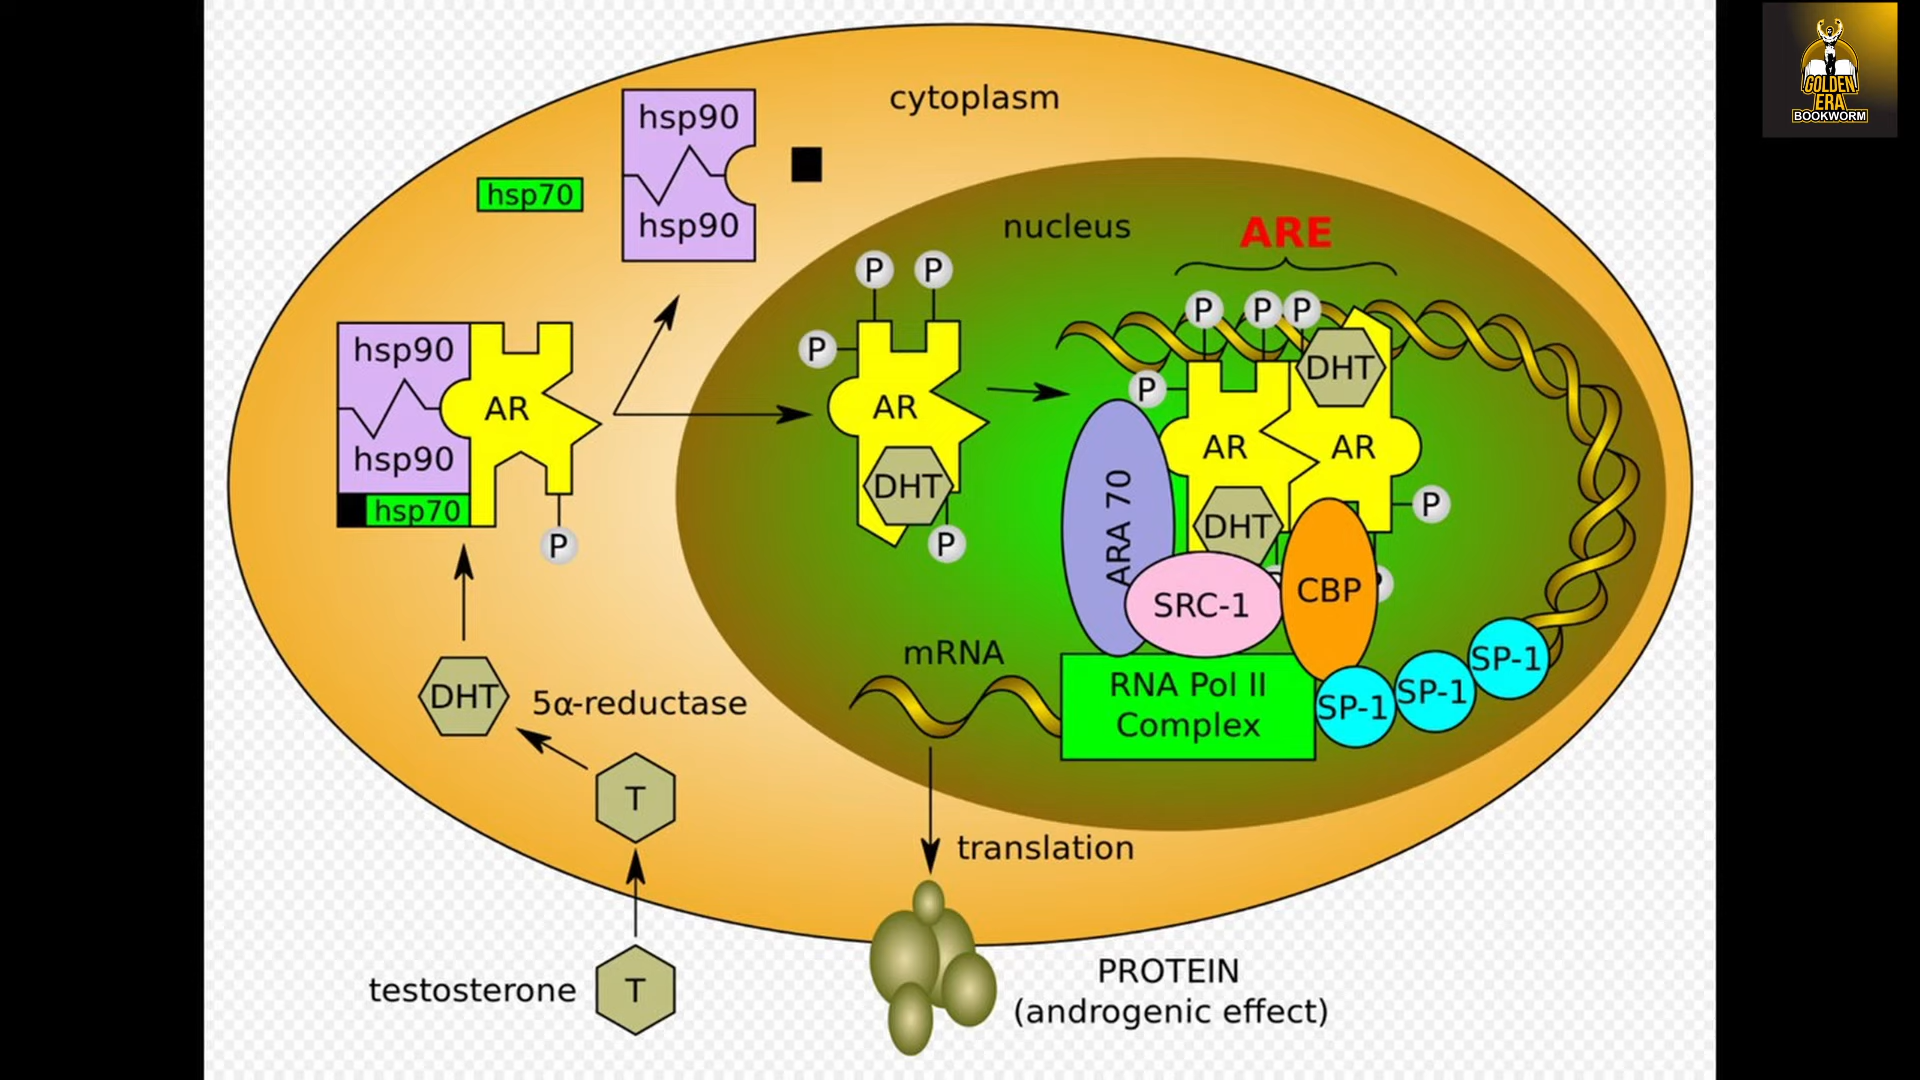 GOLDEN
ERA
BOOKWORM
cytoplasm
hsp90
hsp90
hsp70
nucleus
ARE
hsp90
hsp90
hsp70
AR
P
P
P
P
AR
DHT
P
P
P
P
P
DHT
AR
AR
DHT
P
ARA 70
SRC-1
CBP
P
mRNA
RNA Pol II
Complex
SP-1
SP-1
SP-1
DHT
5α-reductase
T
translation
testosterone
T
PROTEIN
(androgenic effect)